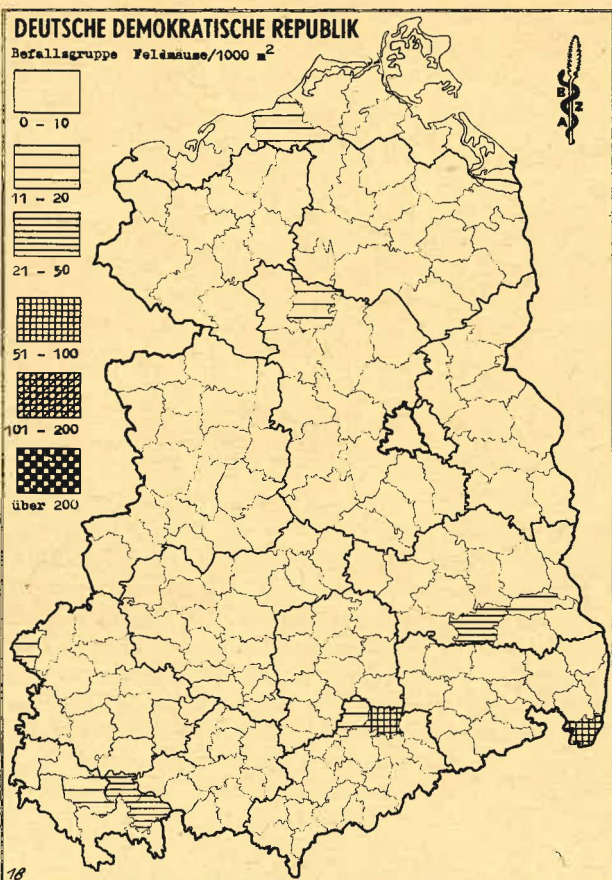 DEUTSCHE DEMOKRATISCHE REPUBLIK
Befallsgruppe Feldmäuse/1000 m²
0 - 10
11 - 20
21 - 50
51 - 100
101 - 200
über 200
B Z A
18